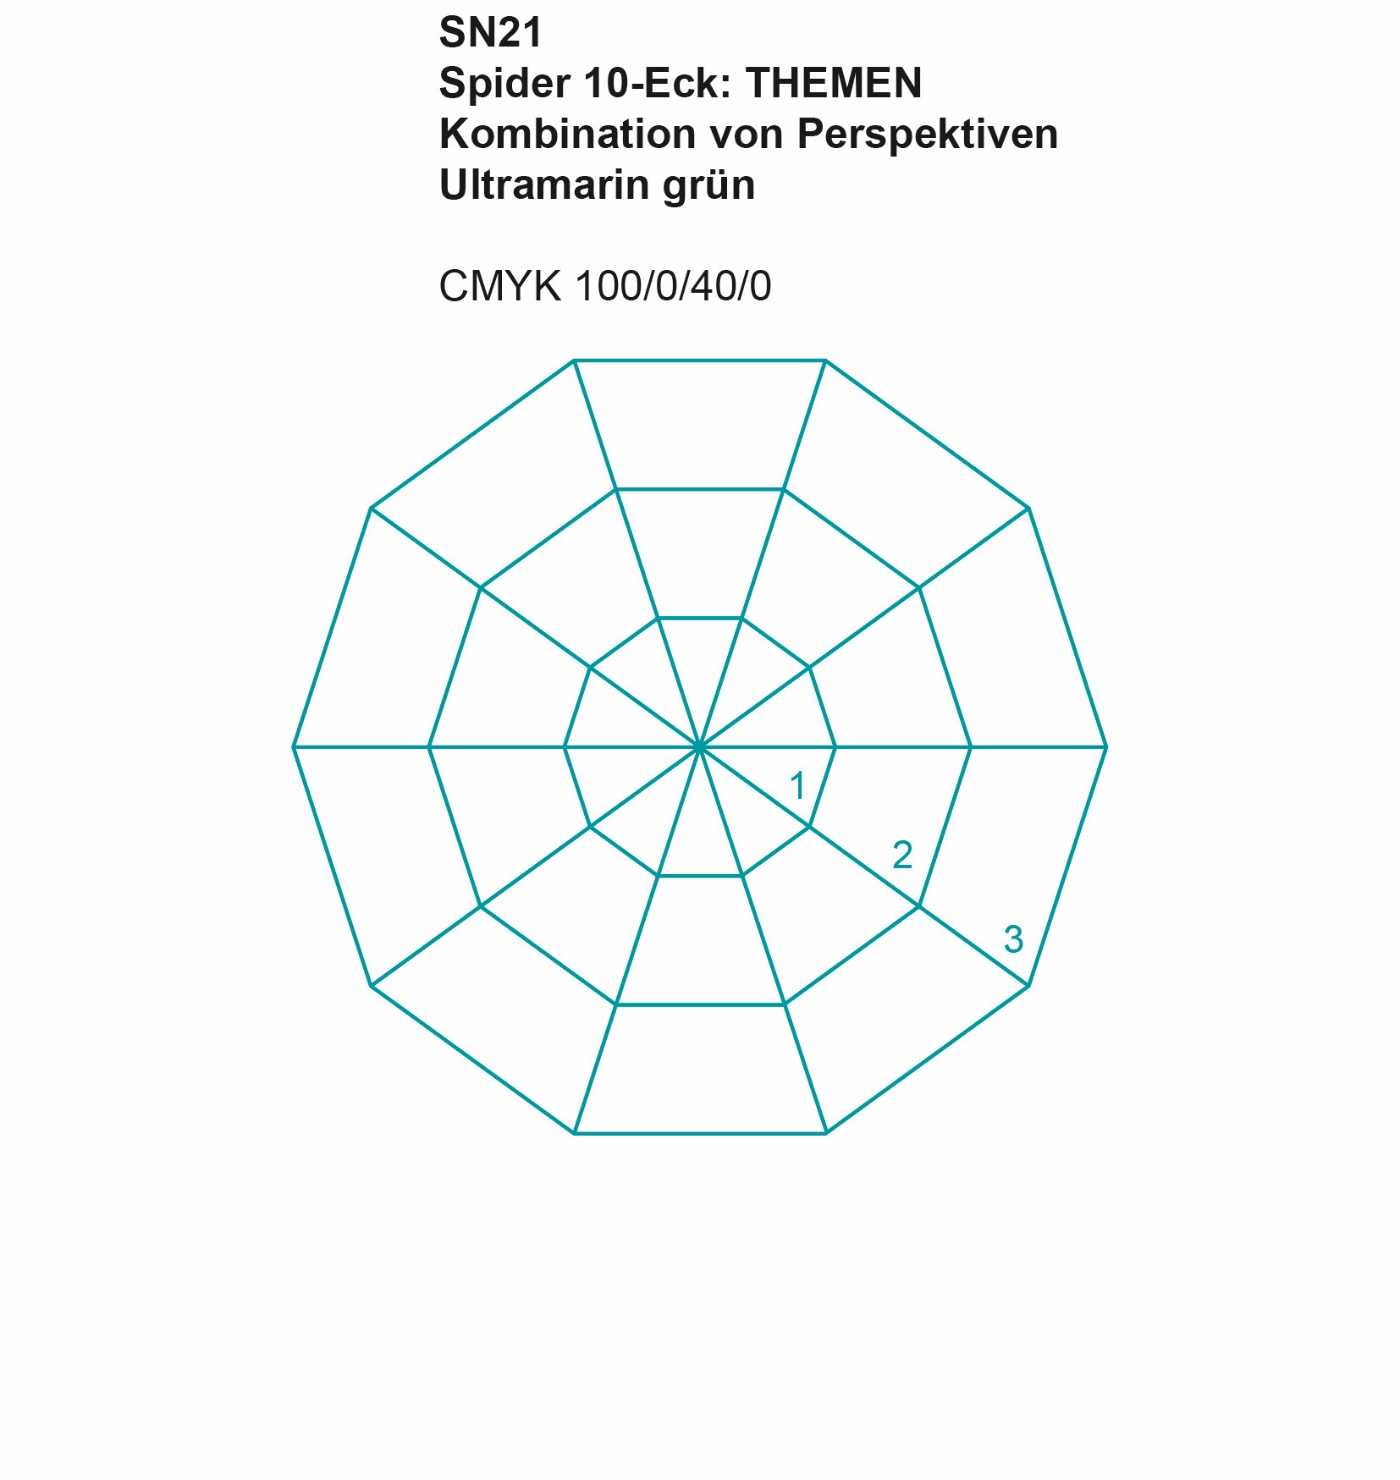 SN21
Spider 10-Eck: THEMEN
Kombination von Perspektiven
Ultramarin grün
CMYK 100/0/40/0
1
2
3